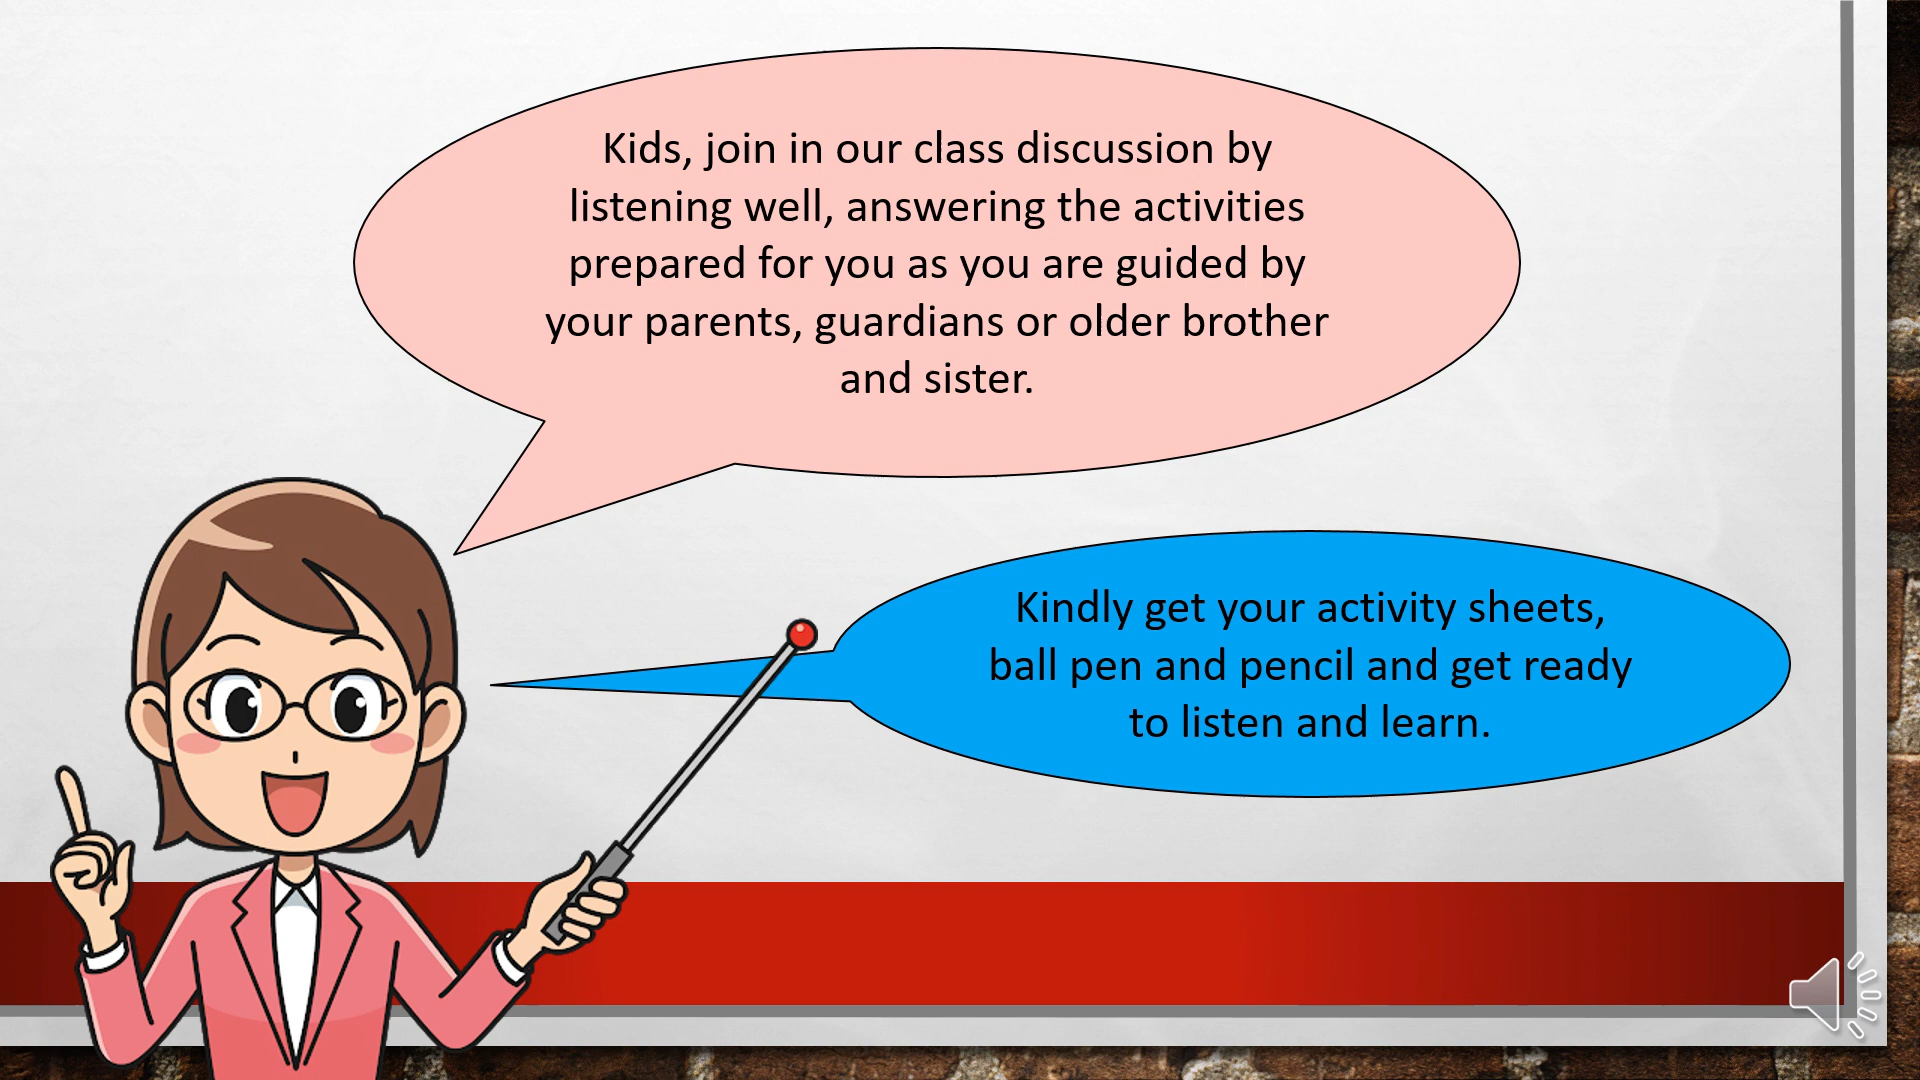 Kids, join in our class discussion by
listening well, answering the activities
prepared for you as you are guided by
your parents, guardians or older brother
and sister.
Kindly get your activity sheets,
ball pen and pencil and get ready
to listen and learn.